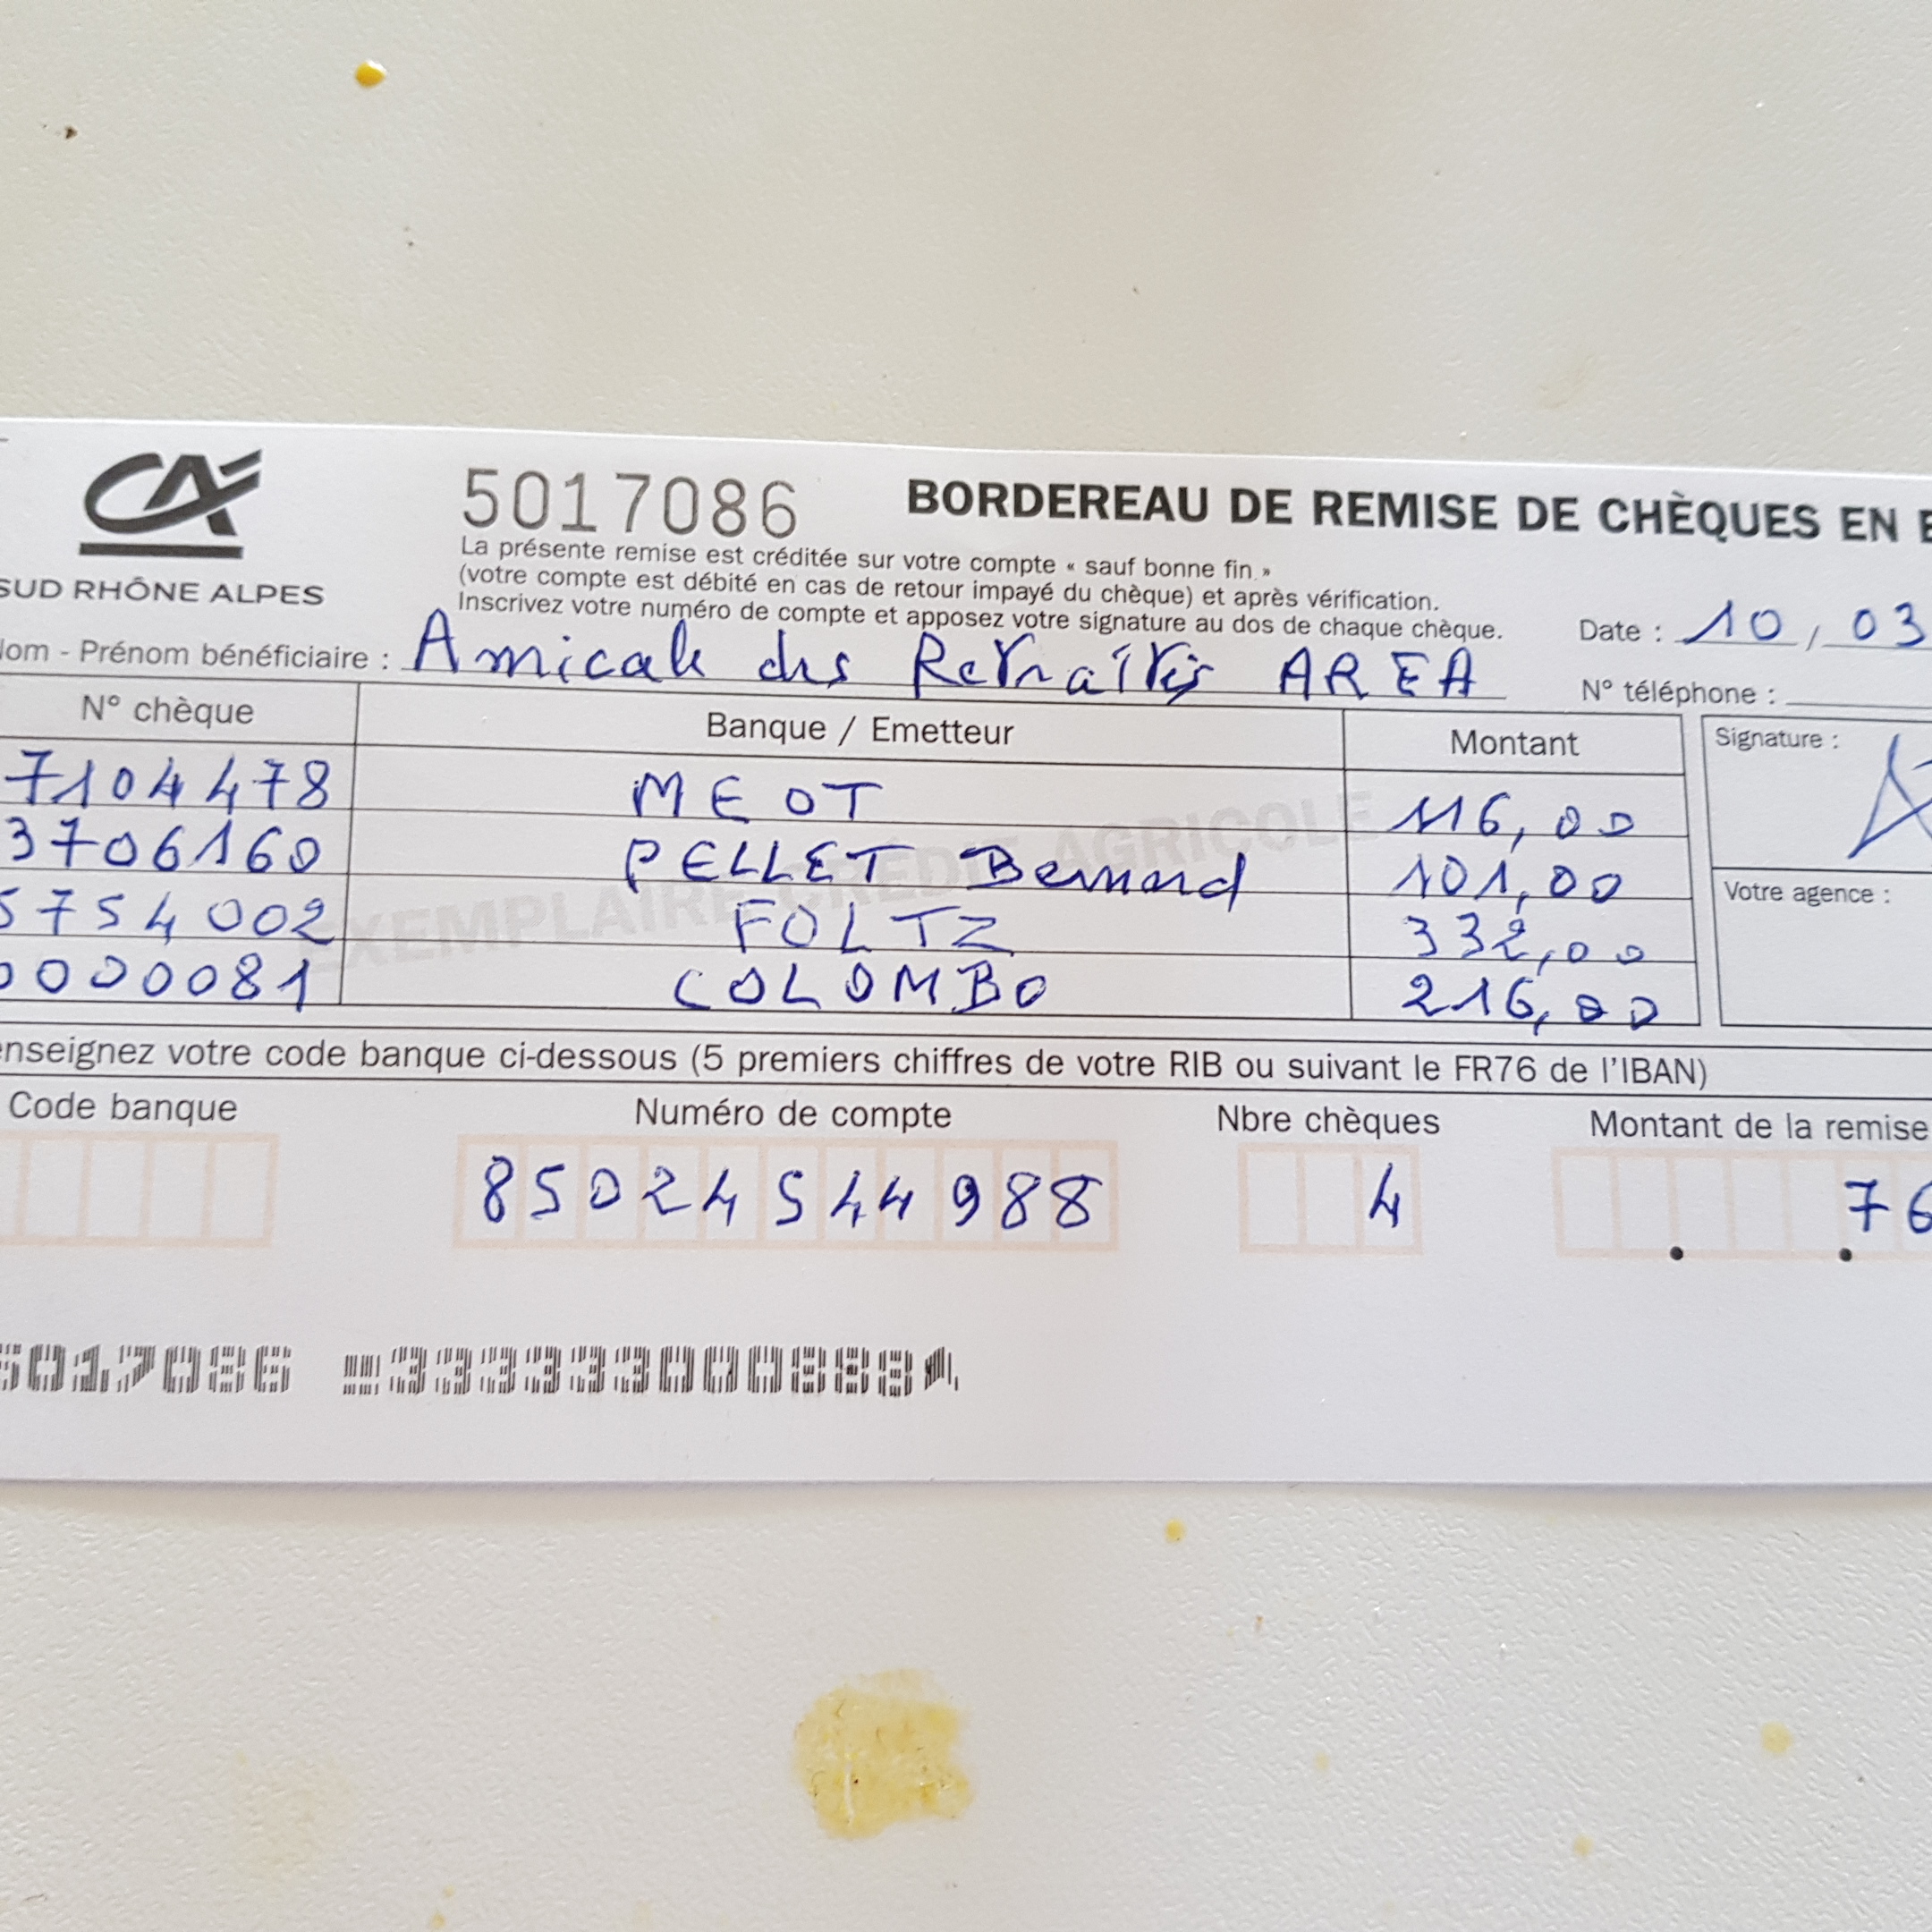 CA
5017086
BORDEREAU DE REMISE DE CHÈQUES EN E
SUD RHÔNE ALPES
La présente remise est créditée sur votre compte « sauf bonne fin »
(votre compte est débité en cas de retour impayé du chèque) et après vérification.
Inscrivez votre numéro de compte et apposez votre signature au dos de chaque chèque.
Date : 10 / 03
Nom - Prénom bénéficiaire : Amicale des Retraités AREA
N° téléphone :
N° chèque Banque / Emetteur Montant
Signature :
7104478 MEOT 116,00
3706160 PELLET Bernard 101,00
Votre agence :
5754002 FOLTZ 332,00
0000081 COLOMBO 216,00
EXEMPLAIRE CRÉDIT AGRICOLE
enseignez votre code banque ci-dessous (5 premiers chiffres de votre RIB ou suivant le FR76 de l'IBAN)
Code banque Numéro de compte Nbre chèques Montant de la remise
85024544988 4 76
5017086 333333000888